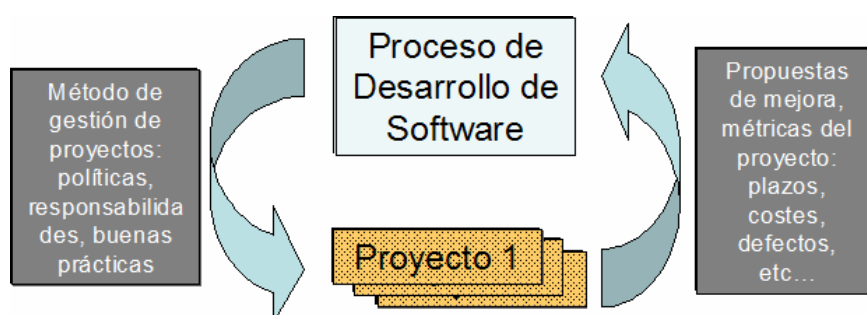 Proceso de
Desarrollo de
Software
Método de
gestión de
proyectos:
políticas,
responsabilida
des, buenas
prácticas
Propuestas
de mejora,
métricas del
proyecto:
plazos,
costes,
defectos,
etc...
Proyecto 1